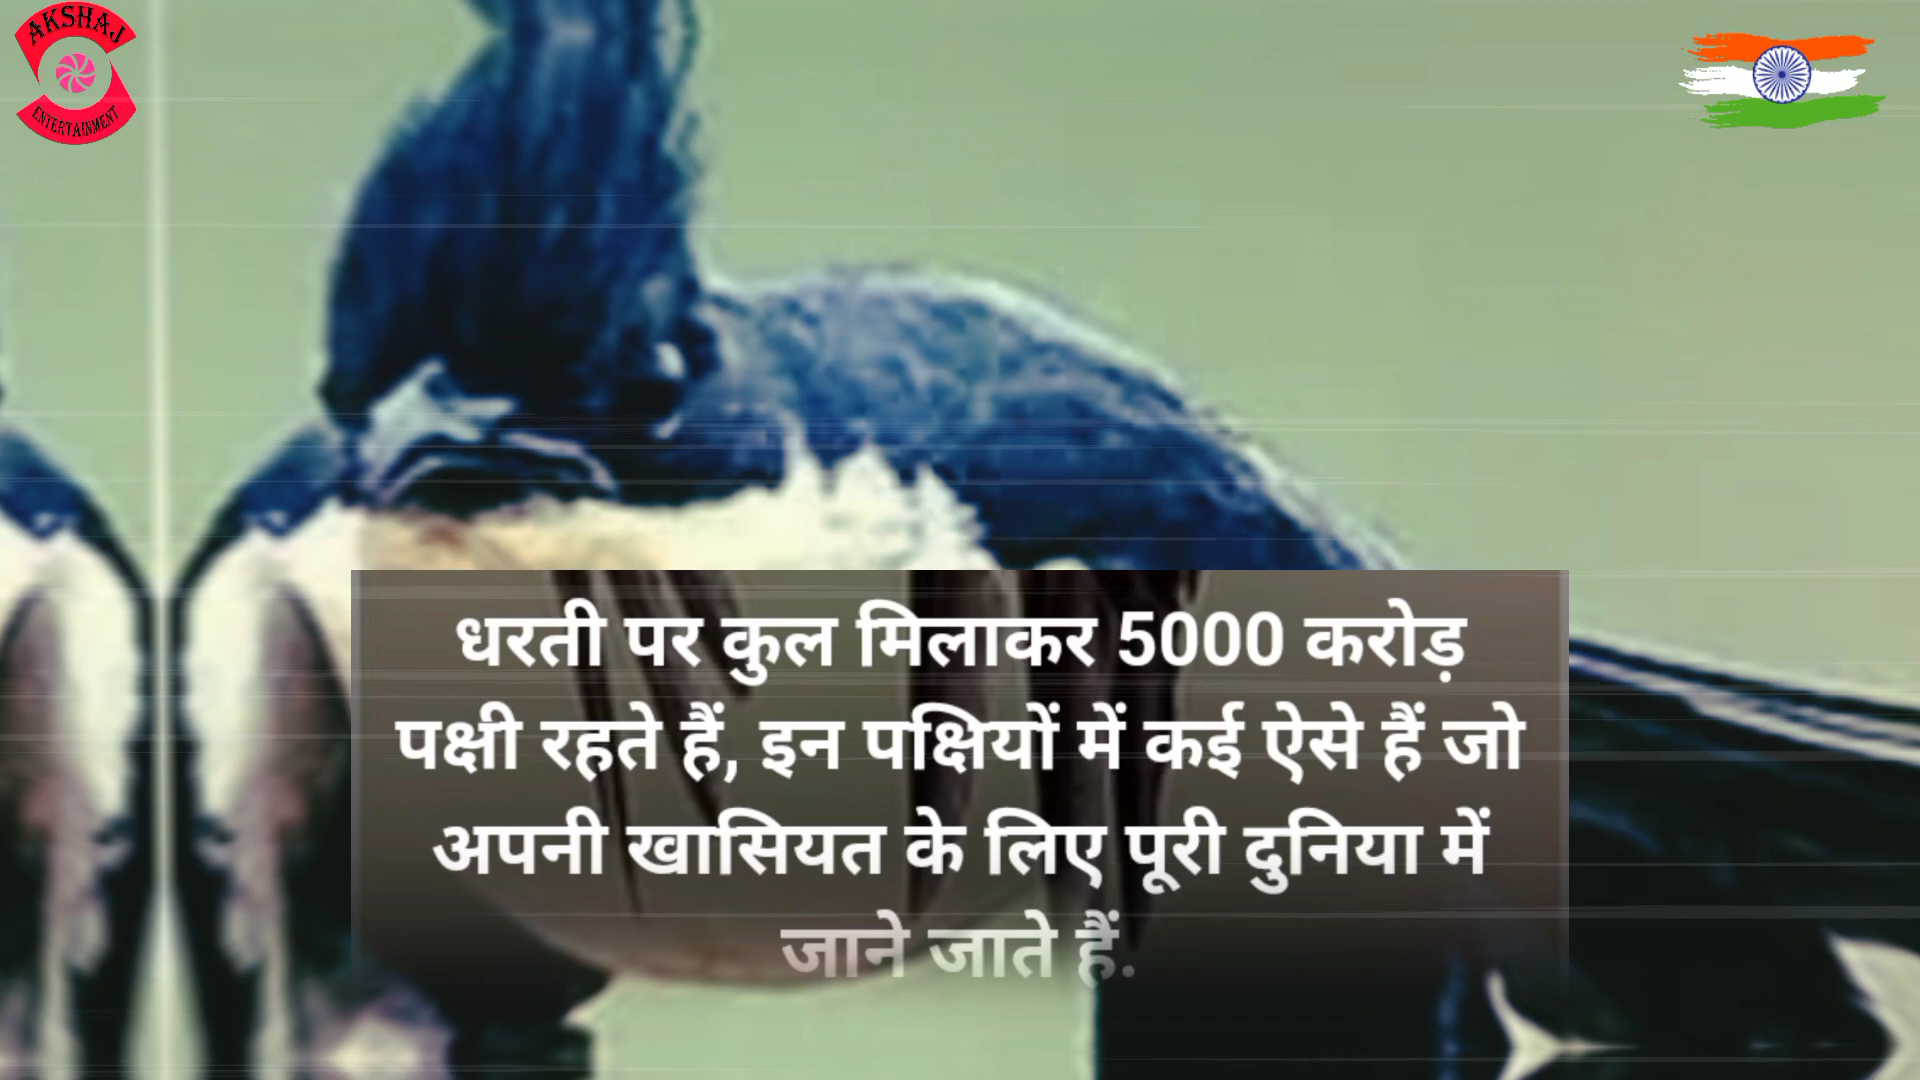 AKSHAJ
ENTERTAINMENT
धरती पर कुल मिलाकर 5000 करोड़
पक्षी रहते हैं, इन पक्षियों में कई ऐसे हैं जो
अपनी खासियत के लिए पूरी दुनिया में
जाने जाते हैं.